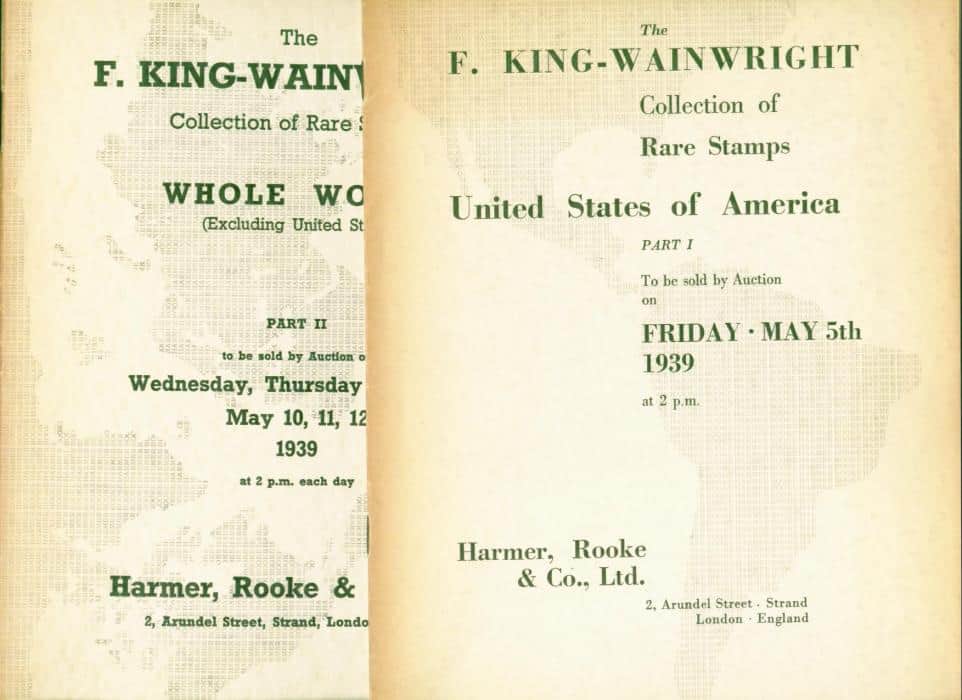 The
F. KING-WAIN
Collection of Rare
WHOLE WO
(Excluding United St
PART II
to be sold by Auction o
Wednesday, Thursday
May 10, 11, 12
1939
at 2 p.m. each day
Harmer, Rooke &
2, Arundel Street, Strand, Londo
The
F. KING-WAINWRIGHT
Collection of
Rare Stamps
United States of America
PART I
To be sold by Auction
on
FRIDAY · MAY 5th
1939
at 2 p.m.
Harmer, Rooke
& Co., Ltd.
2, Arundel Street · Strand
London · England